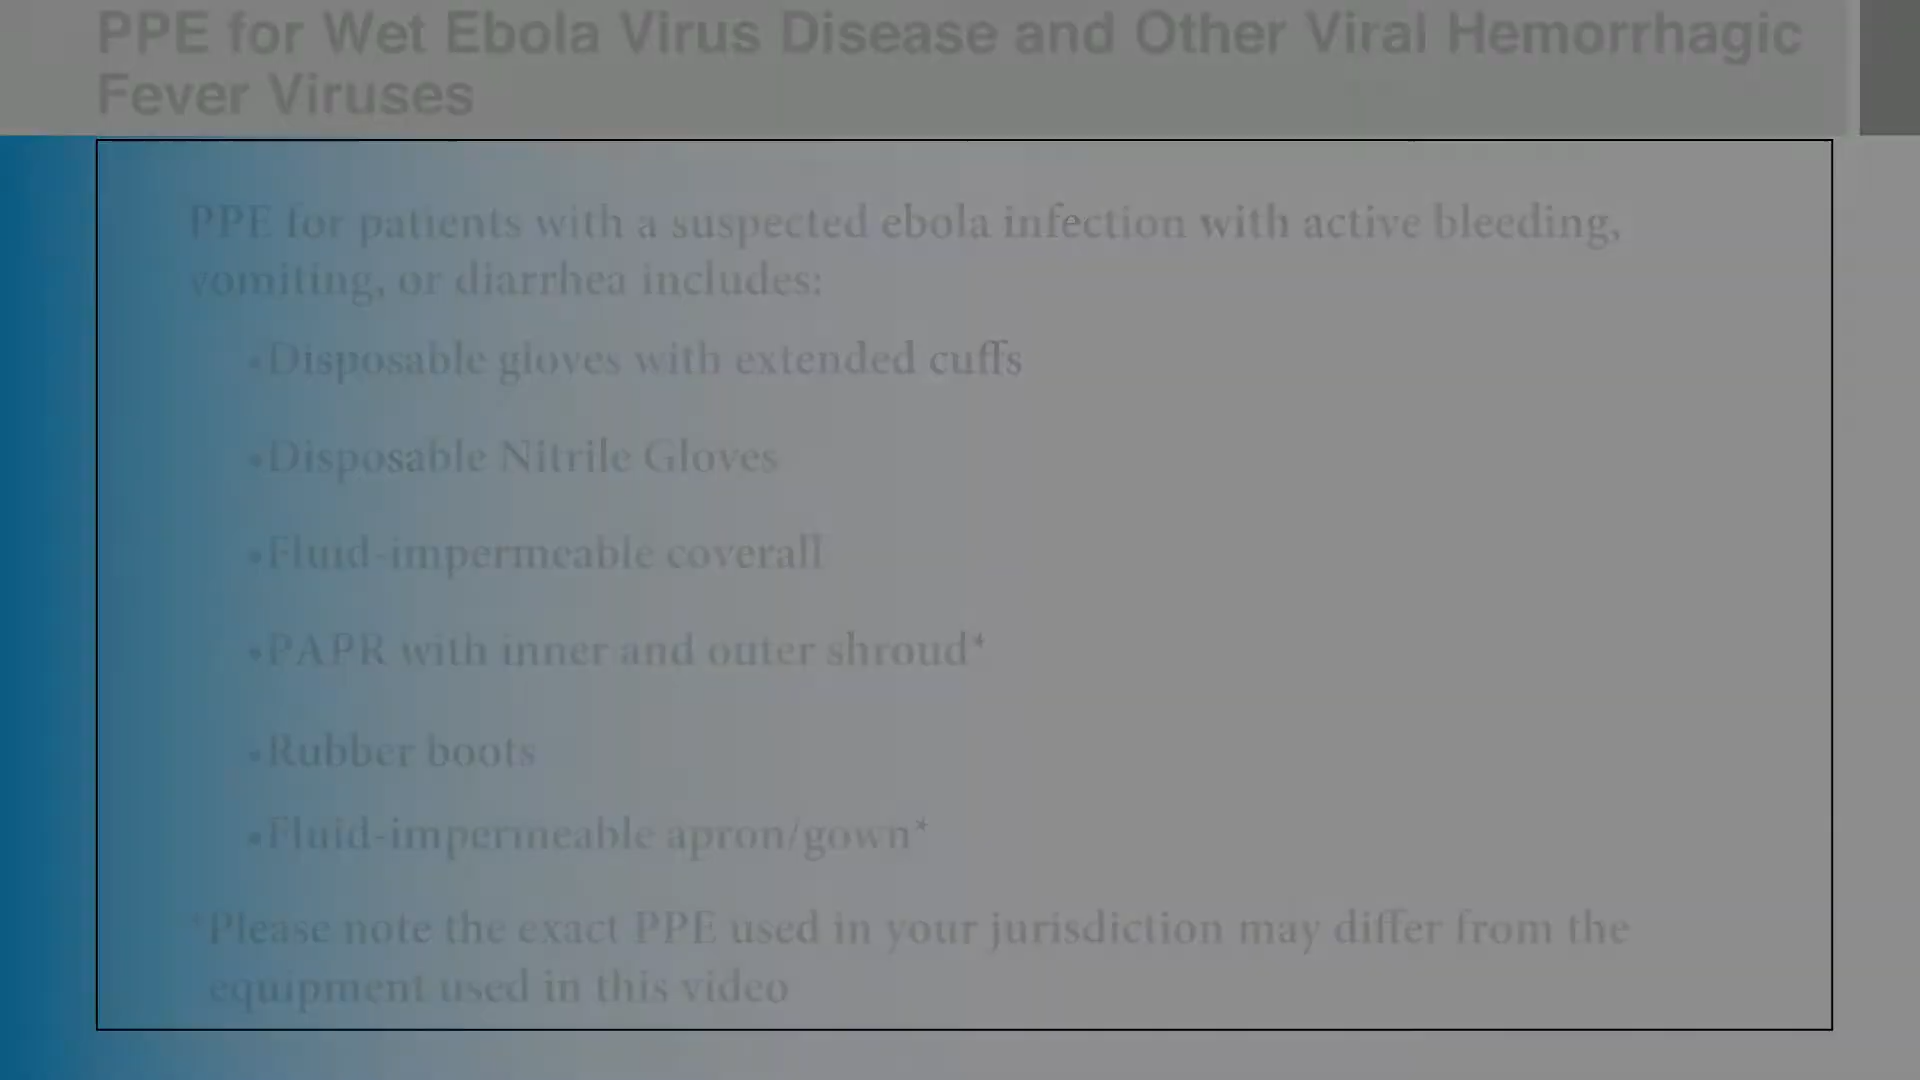 PPE for Wet Ebola Virus Disease and Other Viral Hemorrhagic
Fever Viruses
PPE for patients with a suspected ebola infection with active bleeding,
vomiting, or diarrhea includes:
•Disposable gloves with extended cuffs
•Disposable Nitrile Gloves
•Fluid-impermeable coverall
•PAPR with inner and outer shroud*
•Rubber boots
•Fluid-impermeable apron/gown*
*Please note the exact PPE used in your jurisdiction may differ from the
equipment used in this video